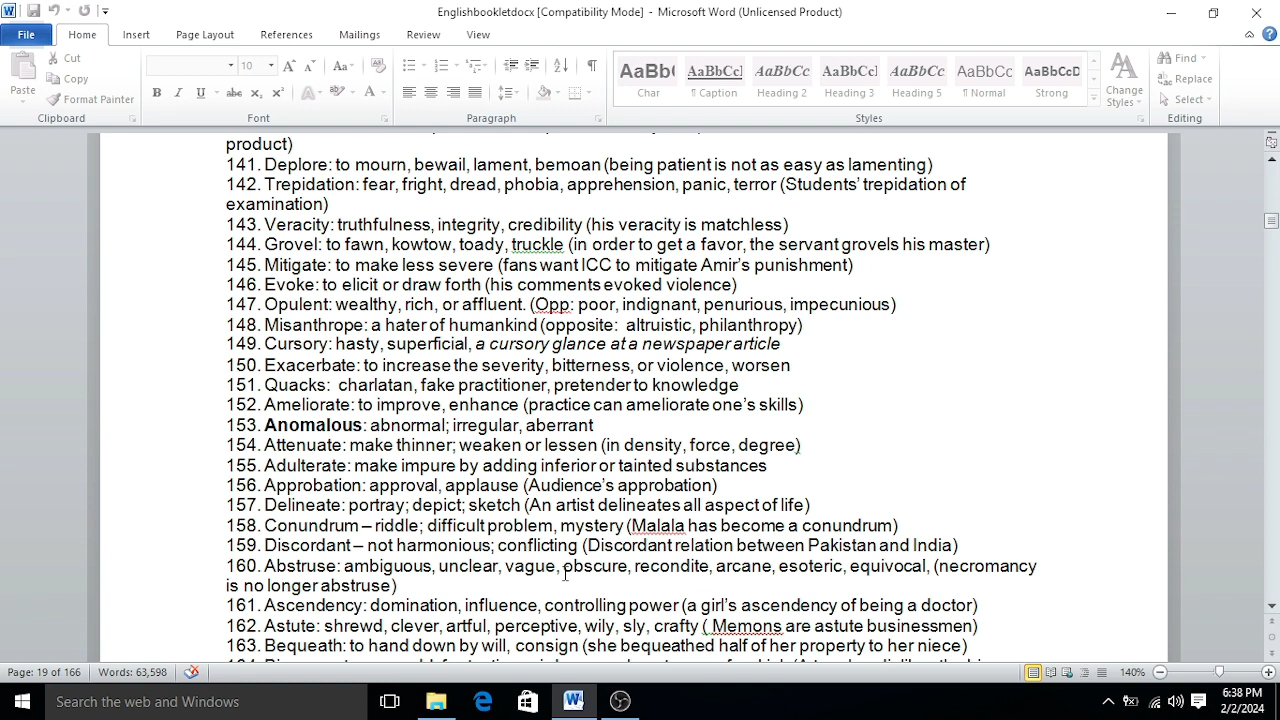 Englishbookletdocx [Compatibility Mode] - Microsoft Word (Unlicensed Product)
File Home Insert Page Layout References Mailings Review View
Paste
Cut
Copy
Format Painter
Clipboard
10
Font
Paragraph
AaBb( AaBbCcl AaBbCc AaBbCcl AaBbCc AaBbCc AaBbCcD
Char ¶ Caption Heading 2 Heading 3 Heading 5 ¶ Normal Strong
Change Styles
Styles
Find
Replace
Select
Editing
product)
141. Deplore: to mourn, bewail, lament, bemoan (being patient is not as easy as lamenting)
142. Trepidation: fear, fright, dread, phobia, apprehension, panic, terror (Students' trepidation of
examination)
143. Veracity: truthfulness, integrity, credibility (his veracity is matchless)
144. Grovel: to fawn, kowtow, toady, truckle (in order to get a favor, the servant grovels his master)
145. Mitigate: to make less severe (fans want ICC to mitigate Amir's punishment)
146. Evoke: to elicit or draw forth (his comments evoked violence)
147. Opulent: wealthy, rich, or affluent. (Opp: poor, indignant, penurious, impecunious)
148. Misanthrope: a hater of humankind (opposite: altruistic, philanthropy)
149. Cursory: hasty, superficial, a cursory glance at a newspaper article
150. Exacerbate: to increase the severity, bitterness, or violence, worsen
151. Quacks: charlatan, fake practitioner, pretender to knowledge
152. Ameliorate: to improve, enhance (practice can ameliorate one's skills)
153. Anomalous: abnormal; irregular, aberrant
154. Attenuate: make thinner; weaken or lessen (in density, force, degree)
155. Adulterate: make impure by adding inferior or tainted substances
156. Approbation: approval, applause (Audience's approbation)
157. Delineate: portray; depict; sketch (An artist delineates all aspect of life)
158. Conundrum – riddle; difficult problem, mystery (Malala has become a conundrum)
159. Discordant – not harmonious; conflicting (Discordant relation between Pakistan and India)
160. Abstruse: ambiguous, unclear, vague, obscure, recondite, arcane, esoteric, equivocal, (necromancy
is no longer abstruse)
161. Ascendency: domination, influence, controlling power (a girl's ascendency of being a doctor)
162. Astute: shrewd, clever, artful, perceptive, wily, sly, crafty ( Memons are astute businessmen)
163. Bequeath: to hand down by will, consign (she bequeathed half of her property to her niece)
Page: 19 of 166 Words: 63,598 140%
Search the web and Windows
6:38 PM
2/2/2024